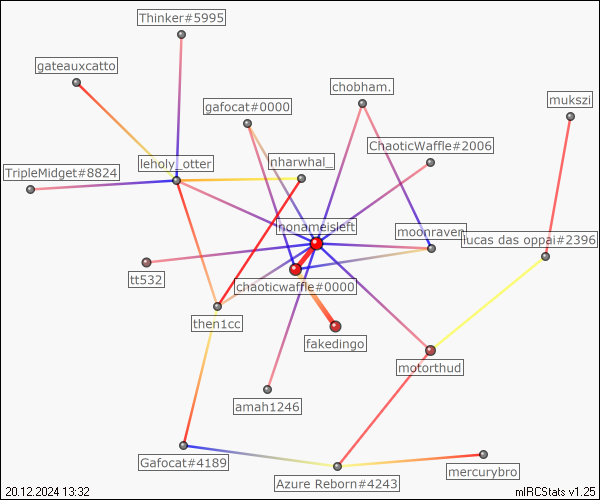 Thinker#5995
gateauxcatto
chobham.
mukszi
gafocat#0000
ChaoticWaffle#2006
leholy_otter
nharwhal_
TripleMidget#8824
nonameisleft
moonraven
lucas das oppai#2396
tt532
chaoticwaffle#0000
then1cc
fakedingo
motorthud
amah1246
Gafocat#4189
mercurybro
Azure Reborn#4243
20.12.2024 13:32
mIRCStats v1.25